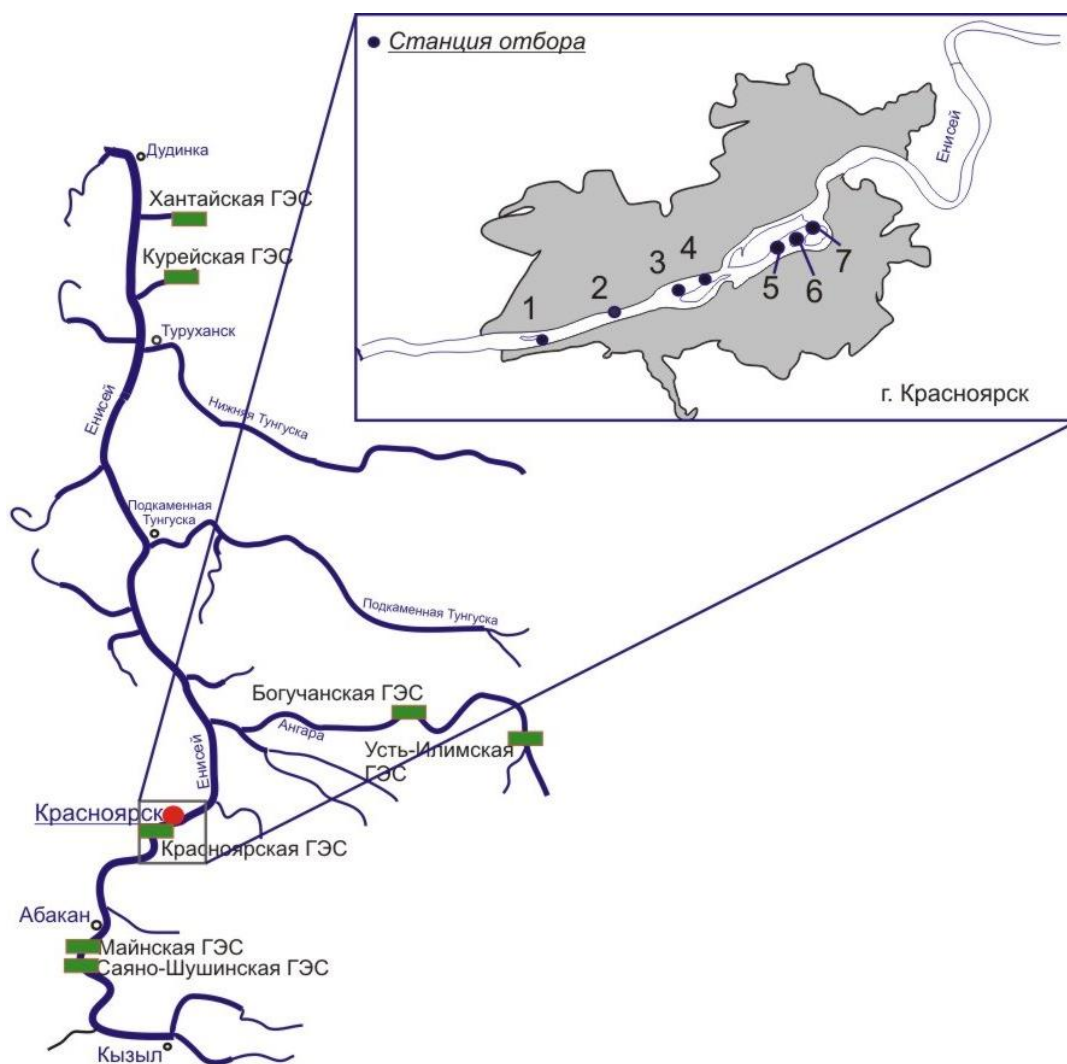 Станция отбора
Енисей
1
2
3
4
5
6
7
г. Красноярск
Дудинка
Хантайская ГЭС
Курейская ГЭС
Туруханск
Енисей
Нижняя Тунгуска
Подкаменная
Тунгуска
Подкаменная Тунгуска
Богучанская ГЭС
Ангара
Усть-Илимская
ГЭС
Енисей
Красноярск
Красноярская ГЭС
Абакан
Майнская ГЭС
Саяно-Шушинская ГЭС
Кызыл